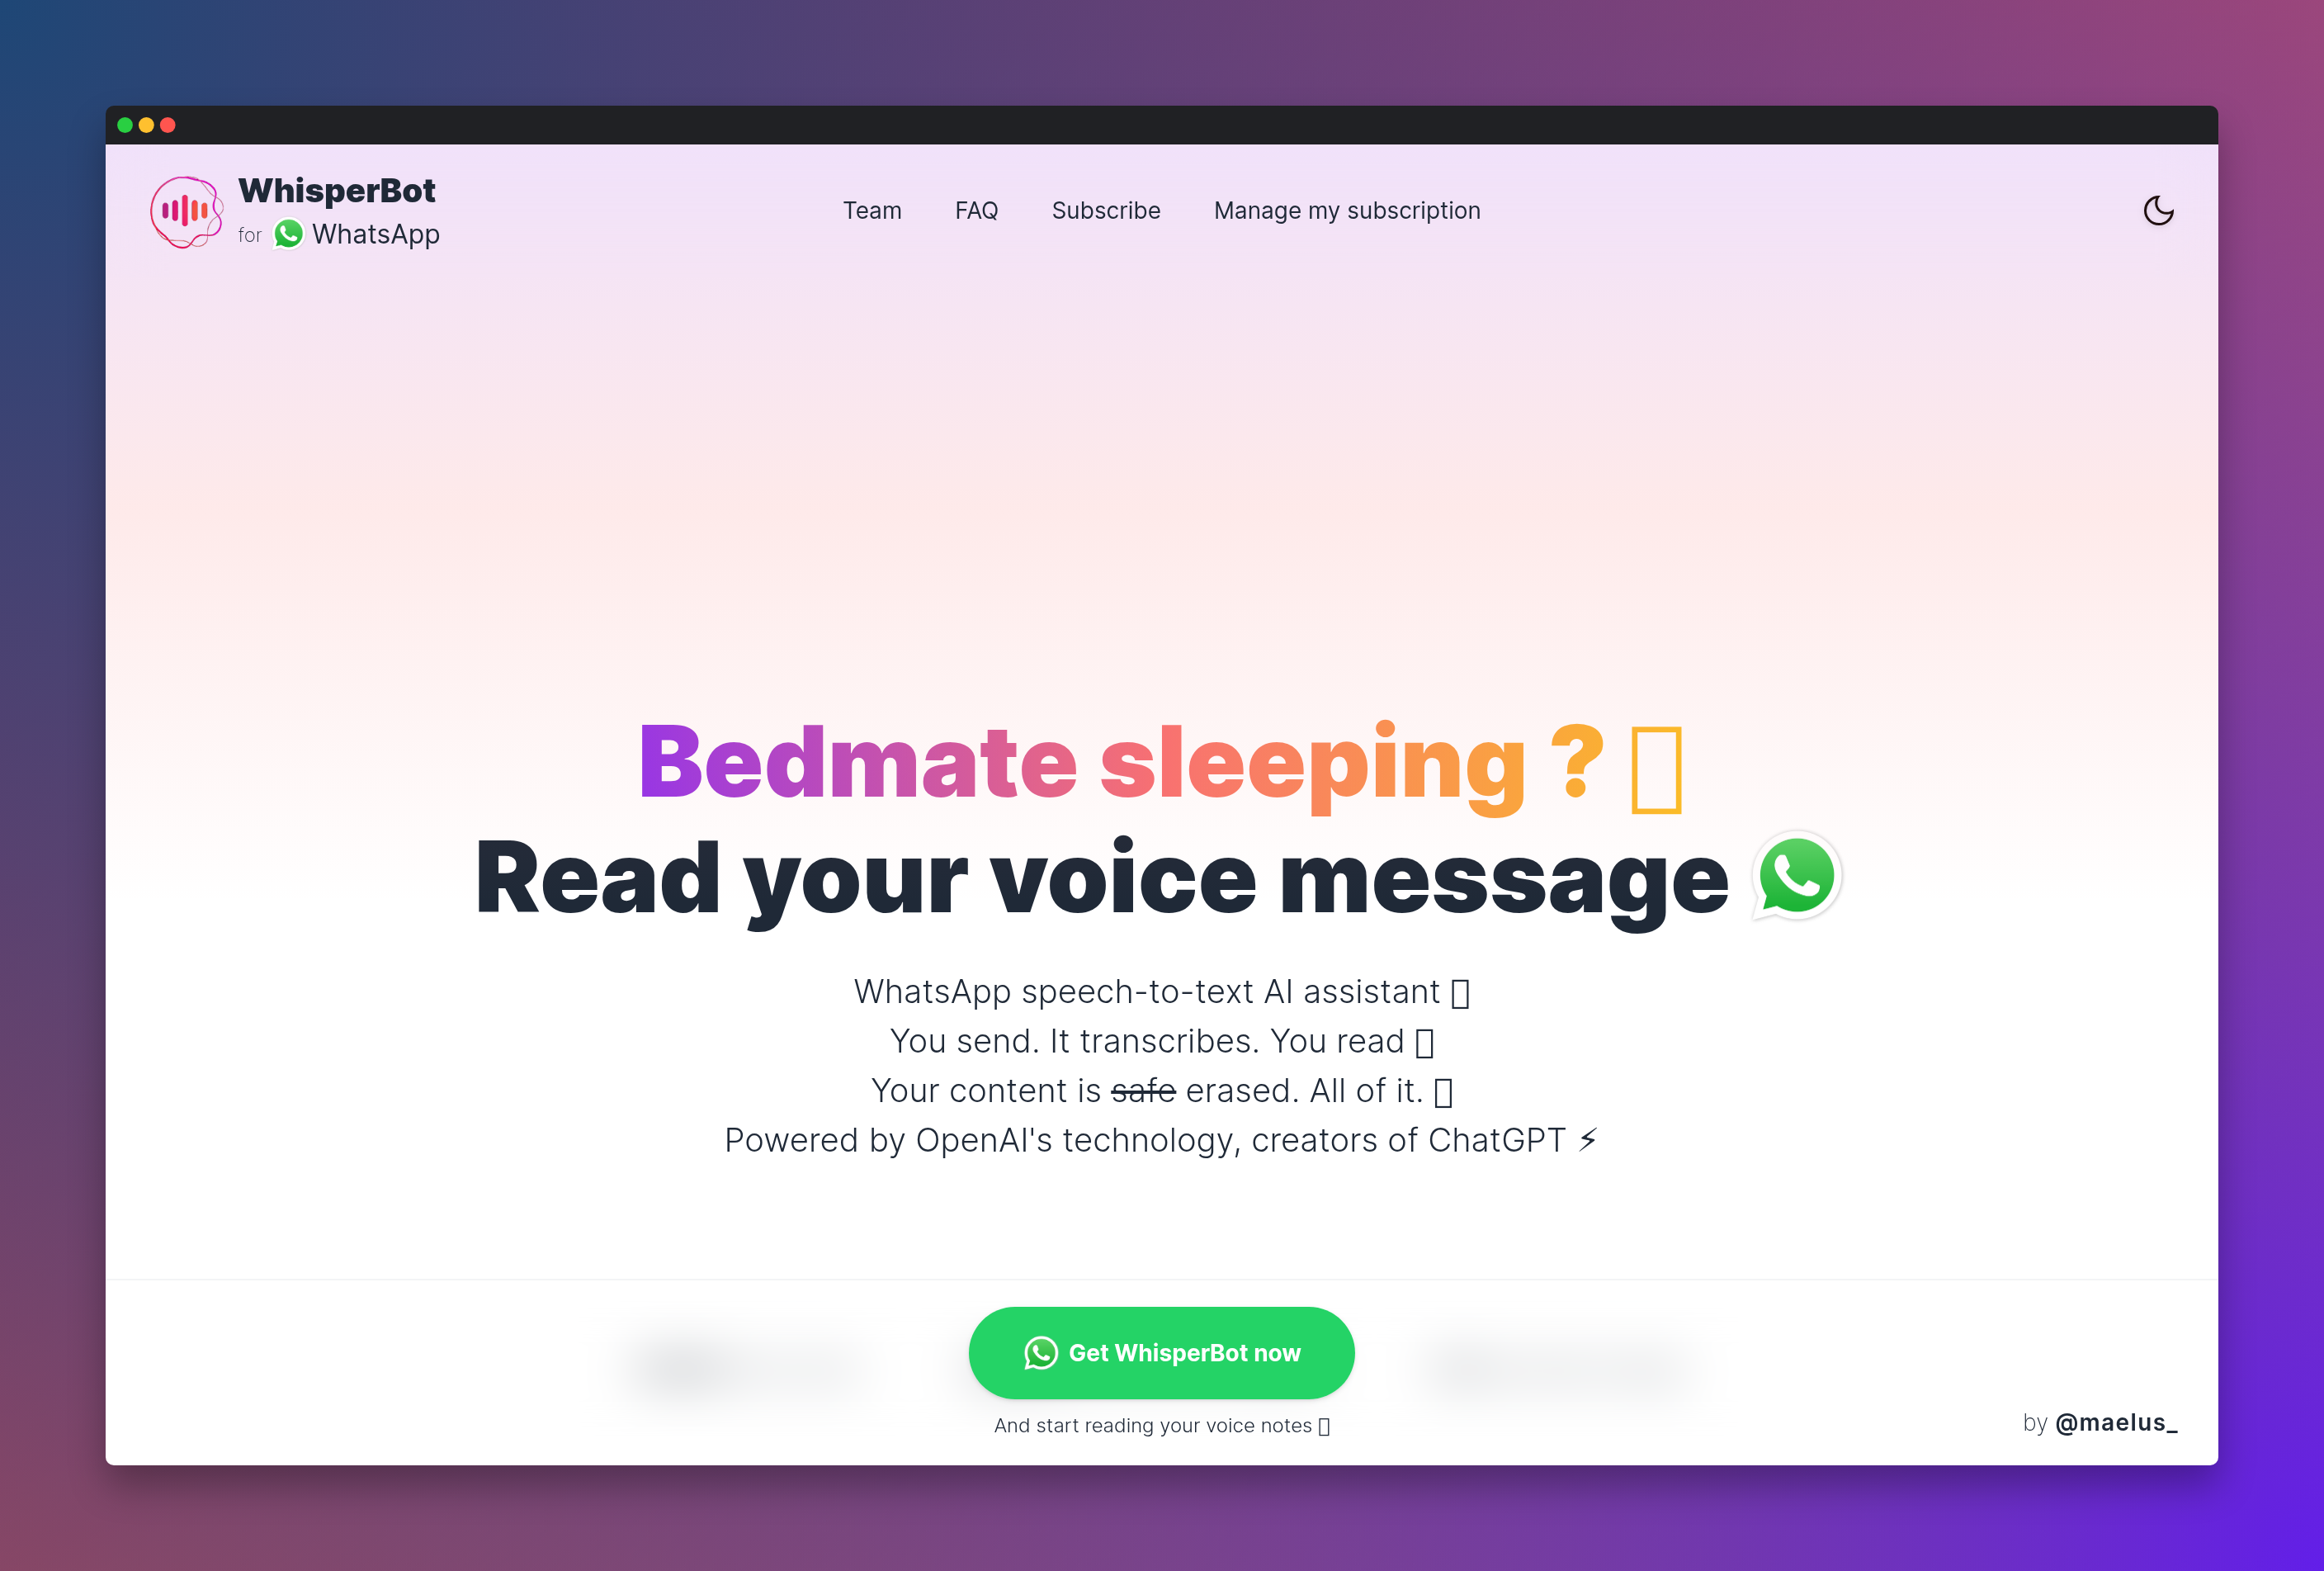 WhisperBot
for WhatsApp
Team FAQ Subscribe Manage my subscription
Bedmate sleeping ?
Read your voice message
WhatsApp speech-to-text AI assistant
You send. It transcribes. You read
Your content is safe erased. All of it.
Powered by OpenAI's technology, creators of ChatGPT ⚡
Get WhisperBot now
And start reading your voice notes
by @maelus_